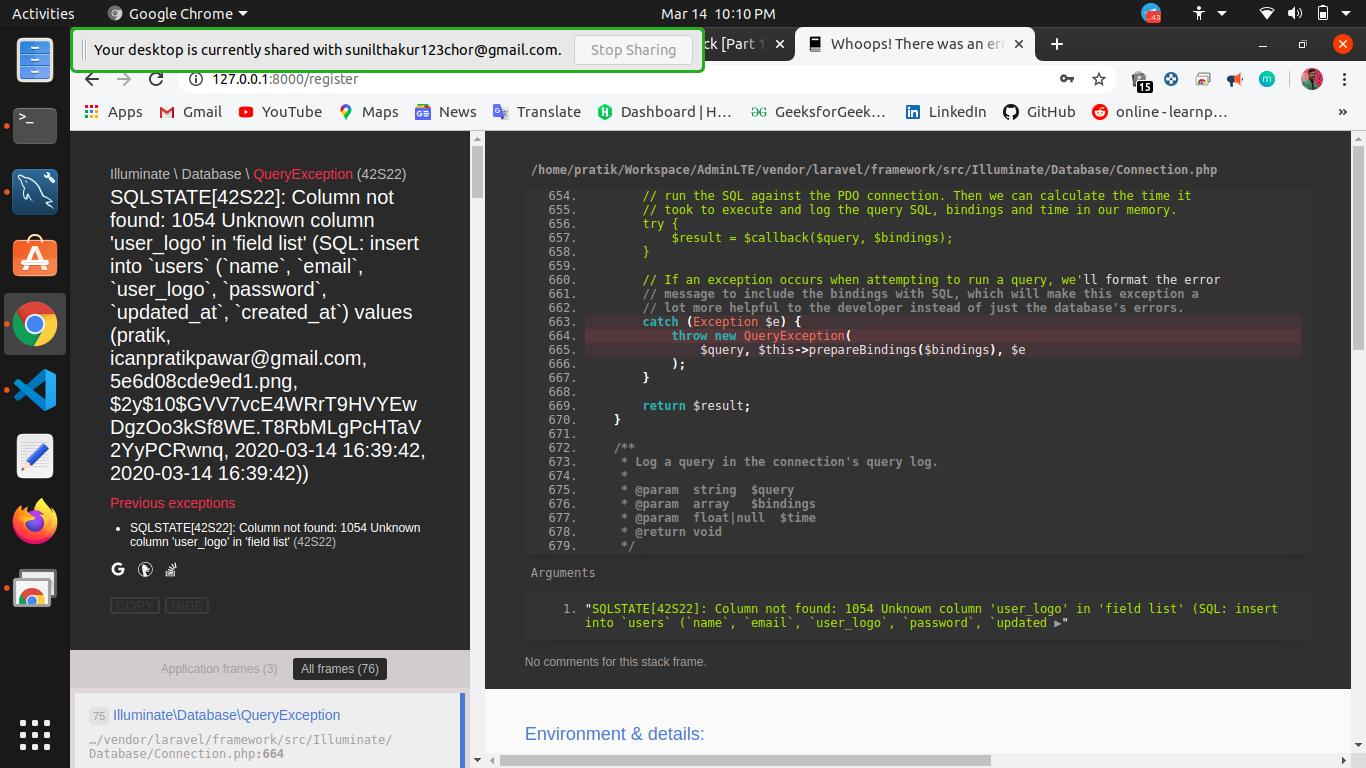 Activities
Google Chrome
Mar 14 10:10 PM
43
Your desktop is currently shared with sunilthakur123chor@gmail.com.
Stop Sharing
ck [Part 1
Whoops! There was an err
127.0.0.1:8000/register
15
m
Apps
Gmail
YouTube
Maps
News
Translate
Dashboard | H…
GeeksforGeek…
LinkedIn
GitHub
online - learnp…
»
Illuminate \ Database \ QueryException (42S22)
SQLSTATE[42S22]: Column not
found: 1054 Unknown column
'user_logo' in 'field list' (SQL: insert
into `users` (`name`, `email`,
`user_logo`, `password`,
`updated_at`, `created_at`) values
(pratik,
icanpratikpawar@gmail.com,
5e6d08cde9ed1.png,
$2y$10$GVV7vcE4WRrT9HVYEw
DgzOo3kSf8WE.T8RbMLgPcHTaV
2YyPCRwnq, 2020-03-14 16:39:42,
2020-03-14 16:39:42))
Previous exceptions
• SQLSTATE[42S22]: Column not found: 1054 Unknown
column 'user_logo' in 'field list' (42S22)
COPY
HIDE
Application frames (3)
All frames (76)
75 Illuminate\Database\QueryException
…/vendor/laravel/framework/src/Illuminate/
Database/Connection.php:664
/home/pratik/Workspace/AdminLTE/vendor/laravel/framework/src/Illuminate/Database/Connection.php
654. // run the SQL against the PDO connection. Then we can calculate the time it
655. // took to execute and log the query SQL, bindings and time in our memory.
656. try {
657. $result = $callback($query, $bindings);
658. }
659.
660. // If an exception occurs when attempting to run a query, we'll format the error
661. // message to include the bindings with SQL, which will make this exception a
662. // lot more helpful to the developer instead of just the database's errors.
663. catch (Exception $e) {
664. throw new QueryException(
665. $query, $this->prepareBindings($bindings), $e
666. );
667. }
668.
669. return $result;
670. }
671.
672. /**
673. * Log a query in the connection's query log.
674. *
675. * @param string $query
676. * @param array $bindings
677. * @param float|null $time
678. * @return void
679. */
Arguments
1. "SQLSTATE[42S22]: Column not found: 1054 Unknown column 'user_logo' in 'field list' (SQL: insert
into `users` (`name`, `email`, `user_logo`, `password`, `updated ▶"
No comments for this stack frame.
Environment & details: